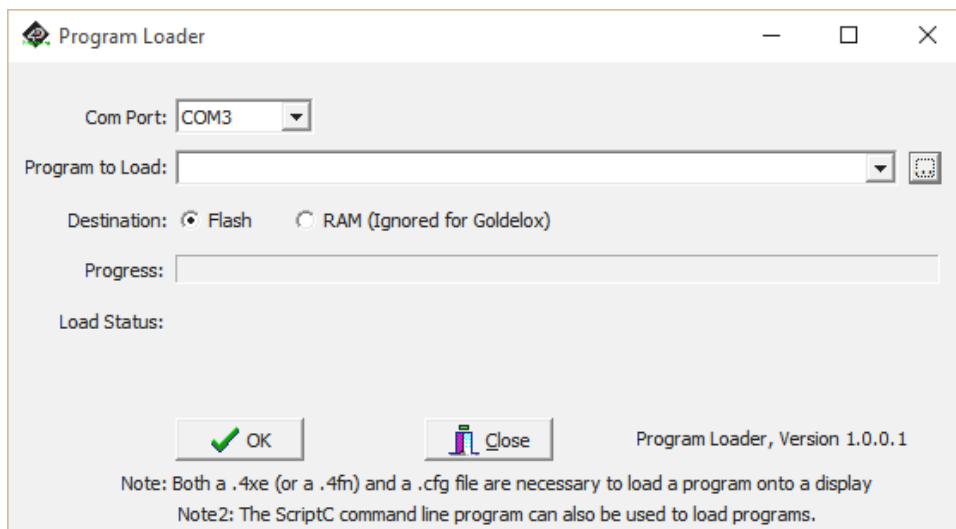 Program Loader
Com Port: COM3
Program to Load:
Destination: Flash RAM (Ignored for Goldelox)
Progress:
Load Status:
OK Close Program Loader, Version 1.0.0.1
Note: Both a .4xe (or a .4fn) and a .cfg file are necessary to load a program onto a display
Note2: The ScriptC command line program can also be used to load programs.